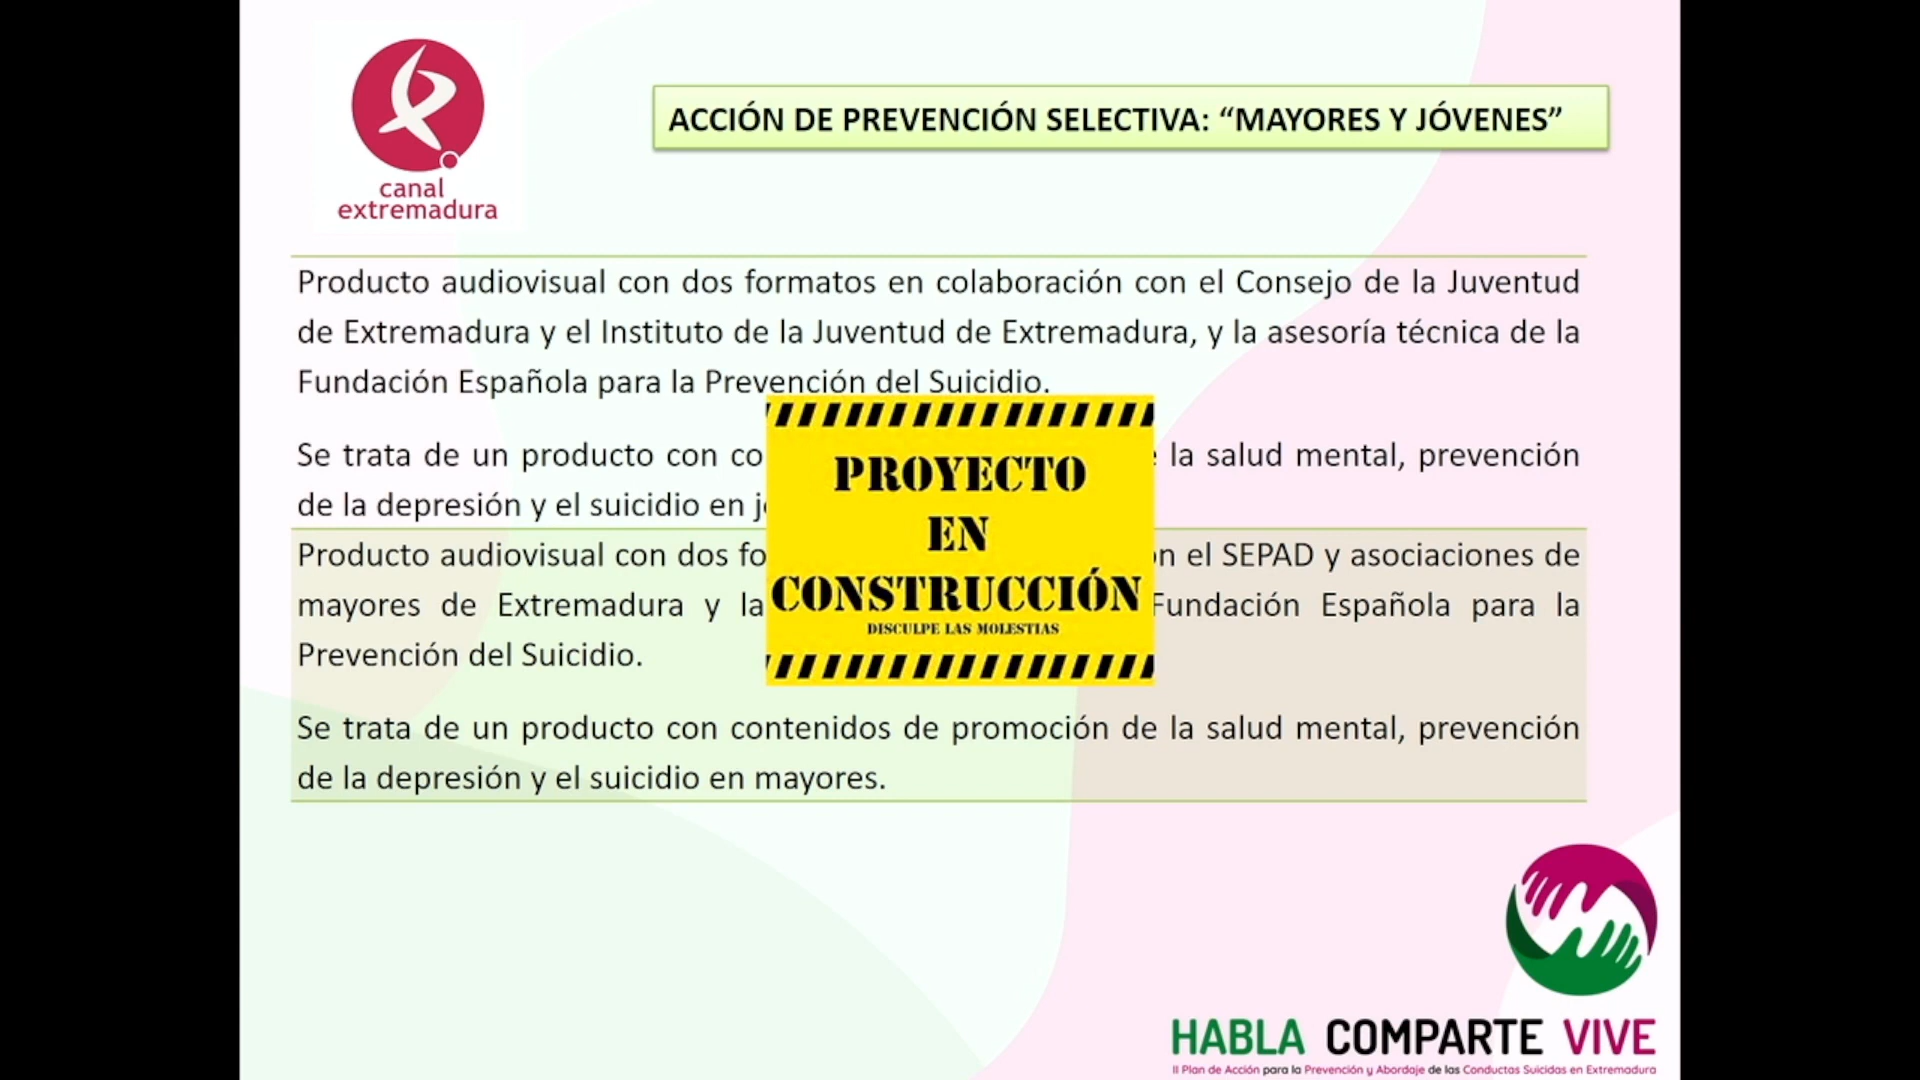 canal
extremadura
ACCIÓN DE PREVENCIÓN SELECTIVA: “MAYORES Y JÓVENES”
Producto audiovisual con dos formatos en colaboración con el Consejo de la Juventud
de Extremadura y el Instituto de la Juventud de Extremadura, y la asesoría técnica de la
Fundación Española para la Prevención del Suicidio.
Se trata de un producto con la salud mental, prevención
de la depresión y el suicidio en
Producto audiovisual con dos el SEPAD y asociaciones de
mayores de Extremadura y la Fundación Española para la
Prevención del Suicidio.
Se trata de un producto con contenidos de promoción de la salud mental, prevención
de la depresión y el suicidio en mayores.
PROYECTO
EN
CONSTRUCCIÓN
DISCULPE LAS MOLESTIAS
HABLA COMPARTE VIVE
II Plan de Acción para la Prevención y Abordaje de las Conductas Suicidas en Extremadura